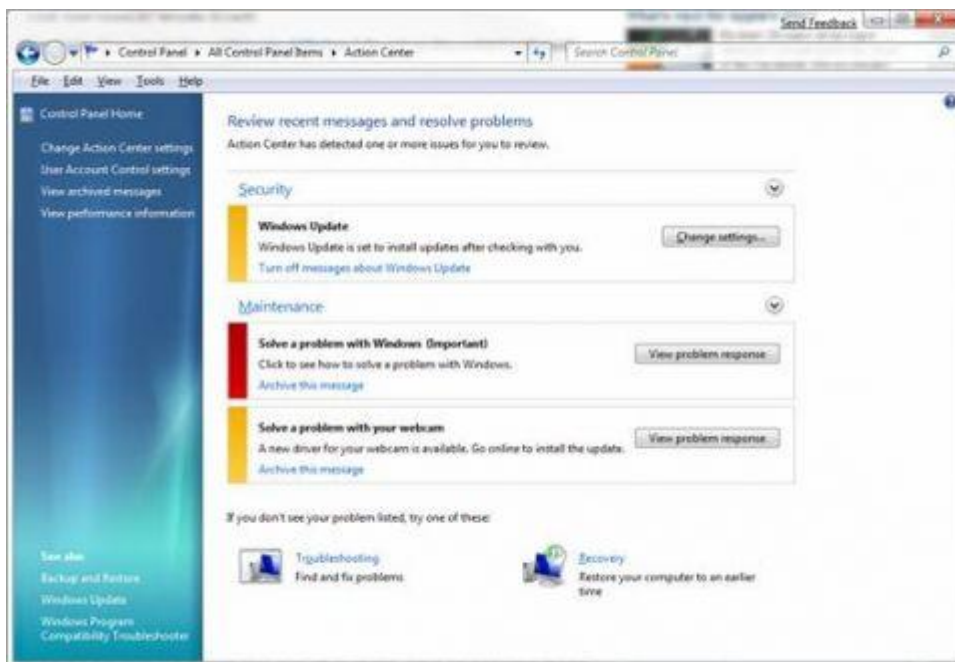 Send Feedback
Control Panel ▸ All Control Panel Items ▸ Action Center
Search Control Panel
File Edit View Tools Help
Control Panel Home
Change Action Center settings
User Account Control settings
View archived messages
View performance information
Review recent messages and resolve problems
Action Center has detected one or more issues for you to review.
Security
Windows Update
Windows Update is set to install updates after checking with you.
Change settings...
Turn off messages about Windows Update
Maintenance
Solve a problem with Windows (Important)
Click to see how to solve a problem with Windows.
View problem response
Archive this message
Solve a problem with your webcam
A new driver for your webcam is available. Go online to install the update.
View problem response
Archive this message
If you don't see your problem listed, try one of these:
Troubleshooting
Find and fix problems
Recovery
Restore your computer to an earlier
time
See also
Backup and Restore
Windows Update
Windows Program
Compatibility Troubleshooter